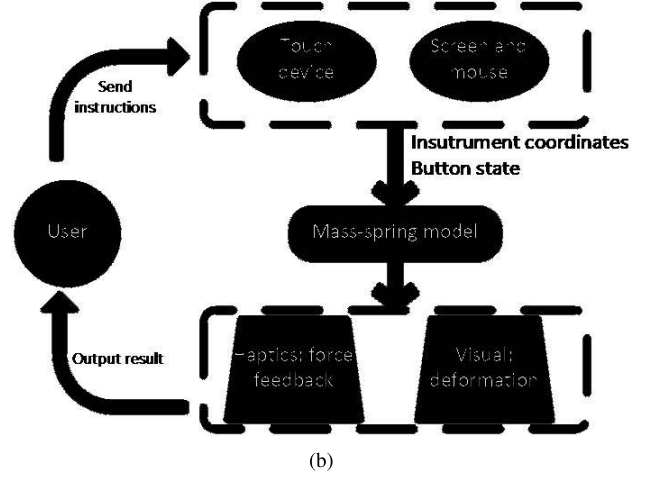 Touch
device
Screen and
mouse
Send
instructions
Insutrument coordinates
Button state
User
Mass-spring model
Output result
Haptics: force
feedback
Visual:
deformation
(b)